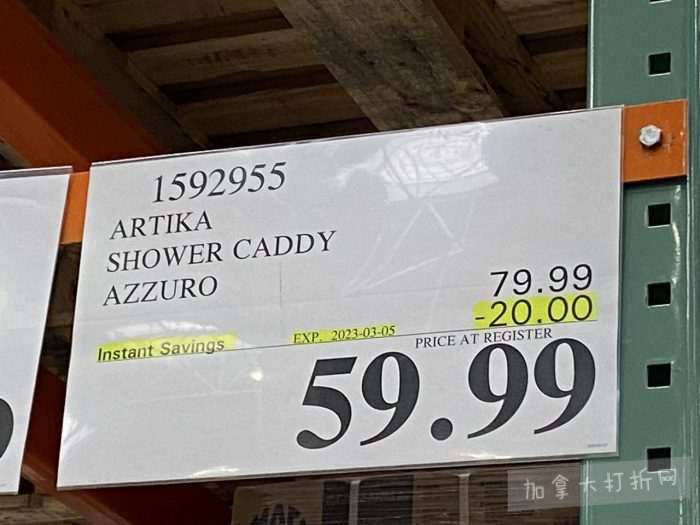 1592955
ARTIKA
SHOWER CADDY
AZZURO
79.99
-20.00
Instant Savings EXP. 2023-03-05
PRICE AT REGISTER
59.99
加拿大打折网